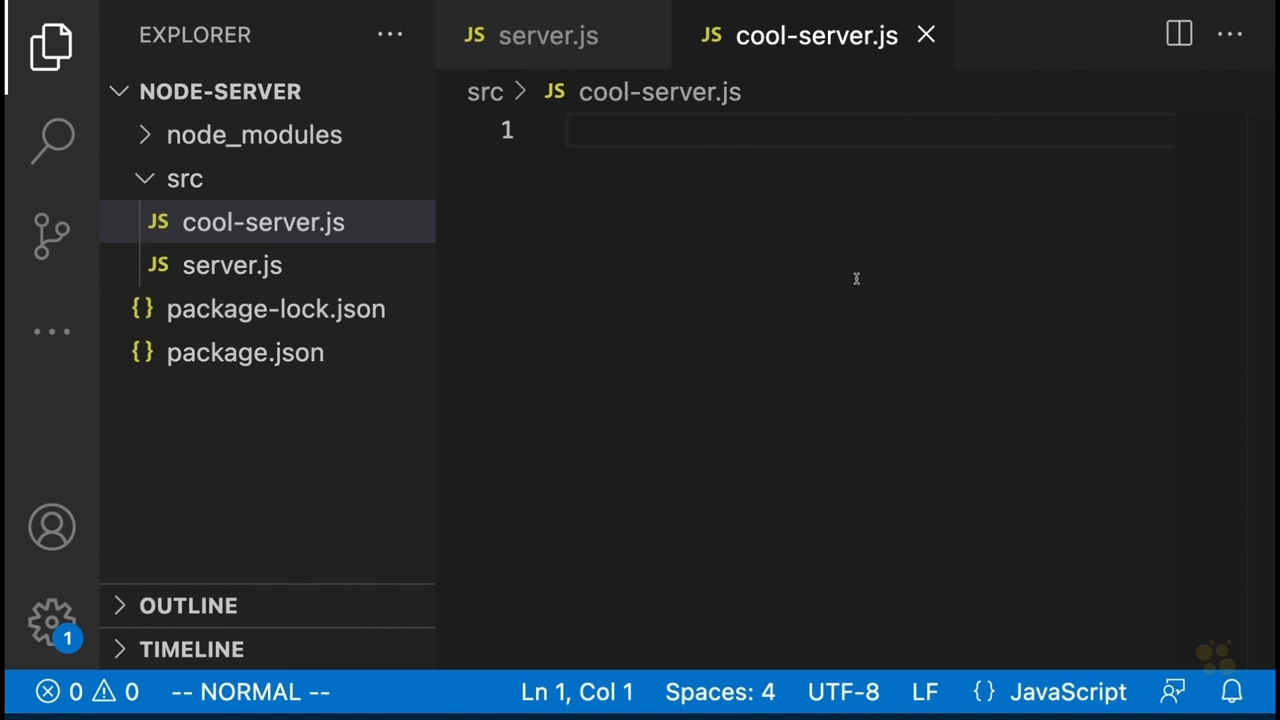 EXPLORER
NODE-SERVER
node_modules
src
JS cool-server.js
JS server.js
{} package-lock.json
{} package.json
OUTLINE
TIMELINE
JS server.js
JS cool-server.js
src > JS cool-server.js
1
1
0 0 -- NORMAL -- Ln 1, Col 1 Spaces: 4 UTF-8 LF {} JavaScript